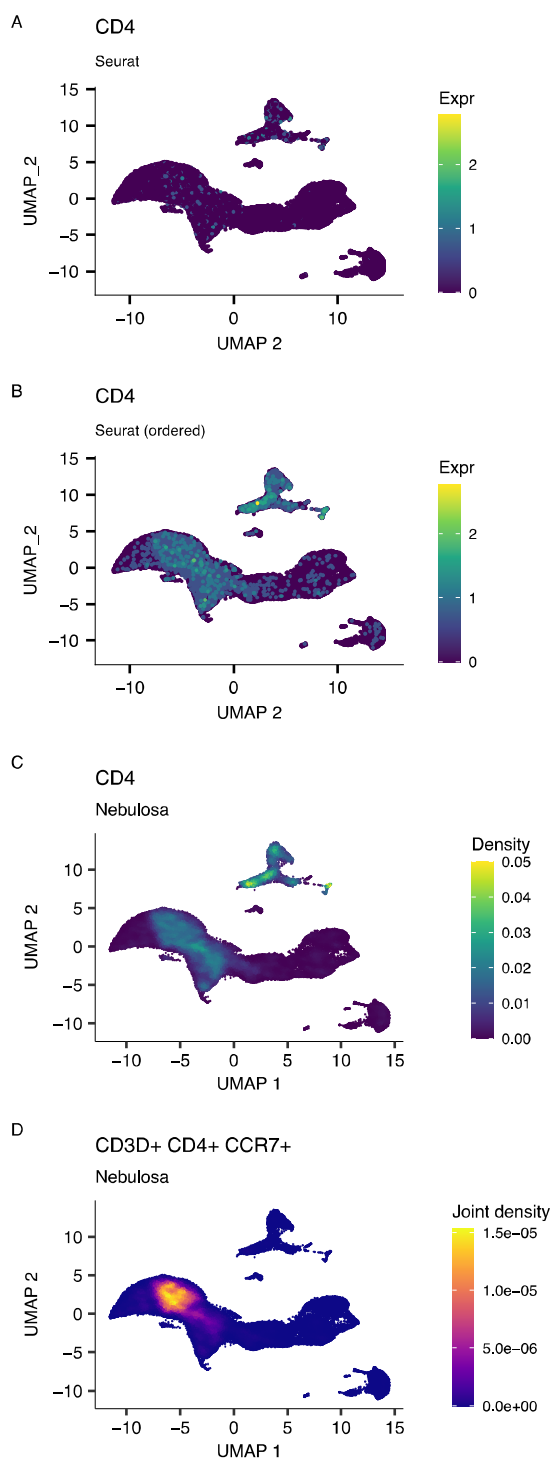 A
CD4
Seurat
15
10
5
0
−5
−10
UMAP_2
−10 0 10
UMAP 2
Expr
2
1
0
B
CD4
Seurat (ordered)
15
10
5
0
−5
−10
UMAP_2
−10 0 10
UMAP 2
Expr
2
1
0
C
CD4
Nebulosa
10
5
0
−5
−10
UMAP 2
−10 −5 0 5 10 15
UMAP 1
Density
0.05
0.04
0.03
0.02
0.01
0.00
D
CD3D+ CD4+ CCR7+
Nebulosa
10
5
0
−5
−10
UMAP 2
−10 −5 0 5 10 15
UMAP 1
Joint density
1.5e−05
1.0e−05
5.0e−06
0.0e+00